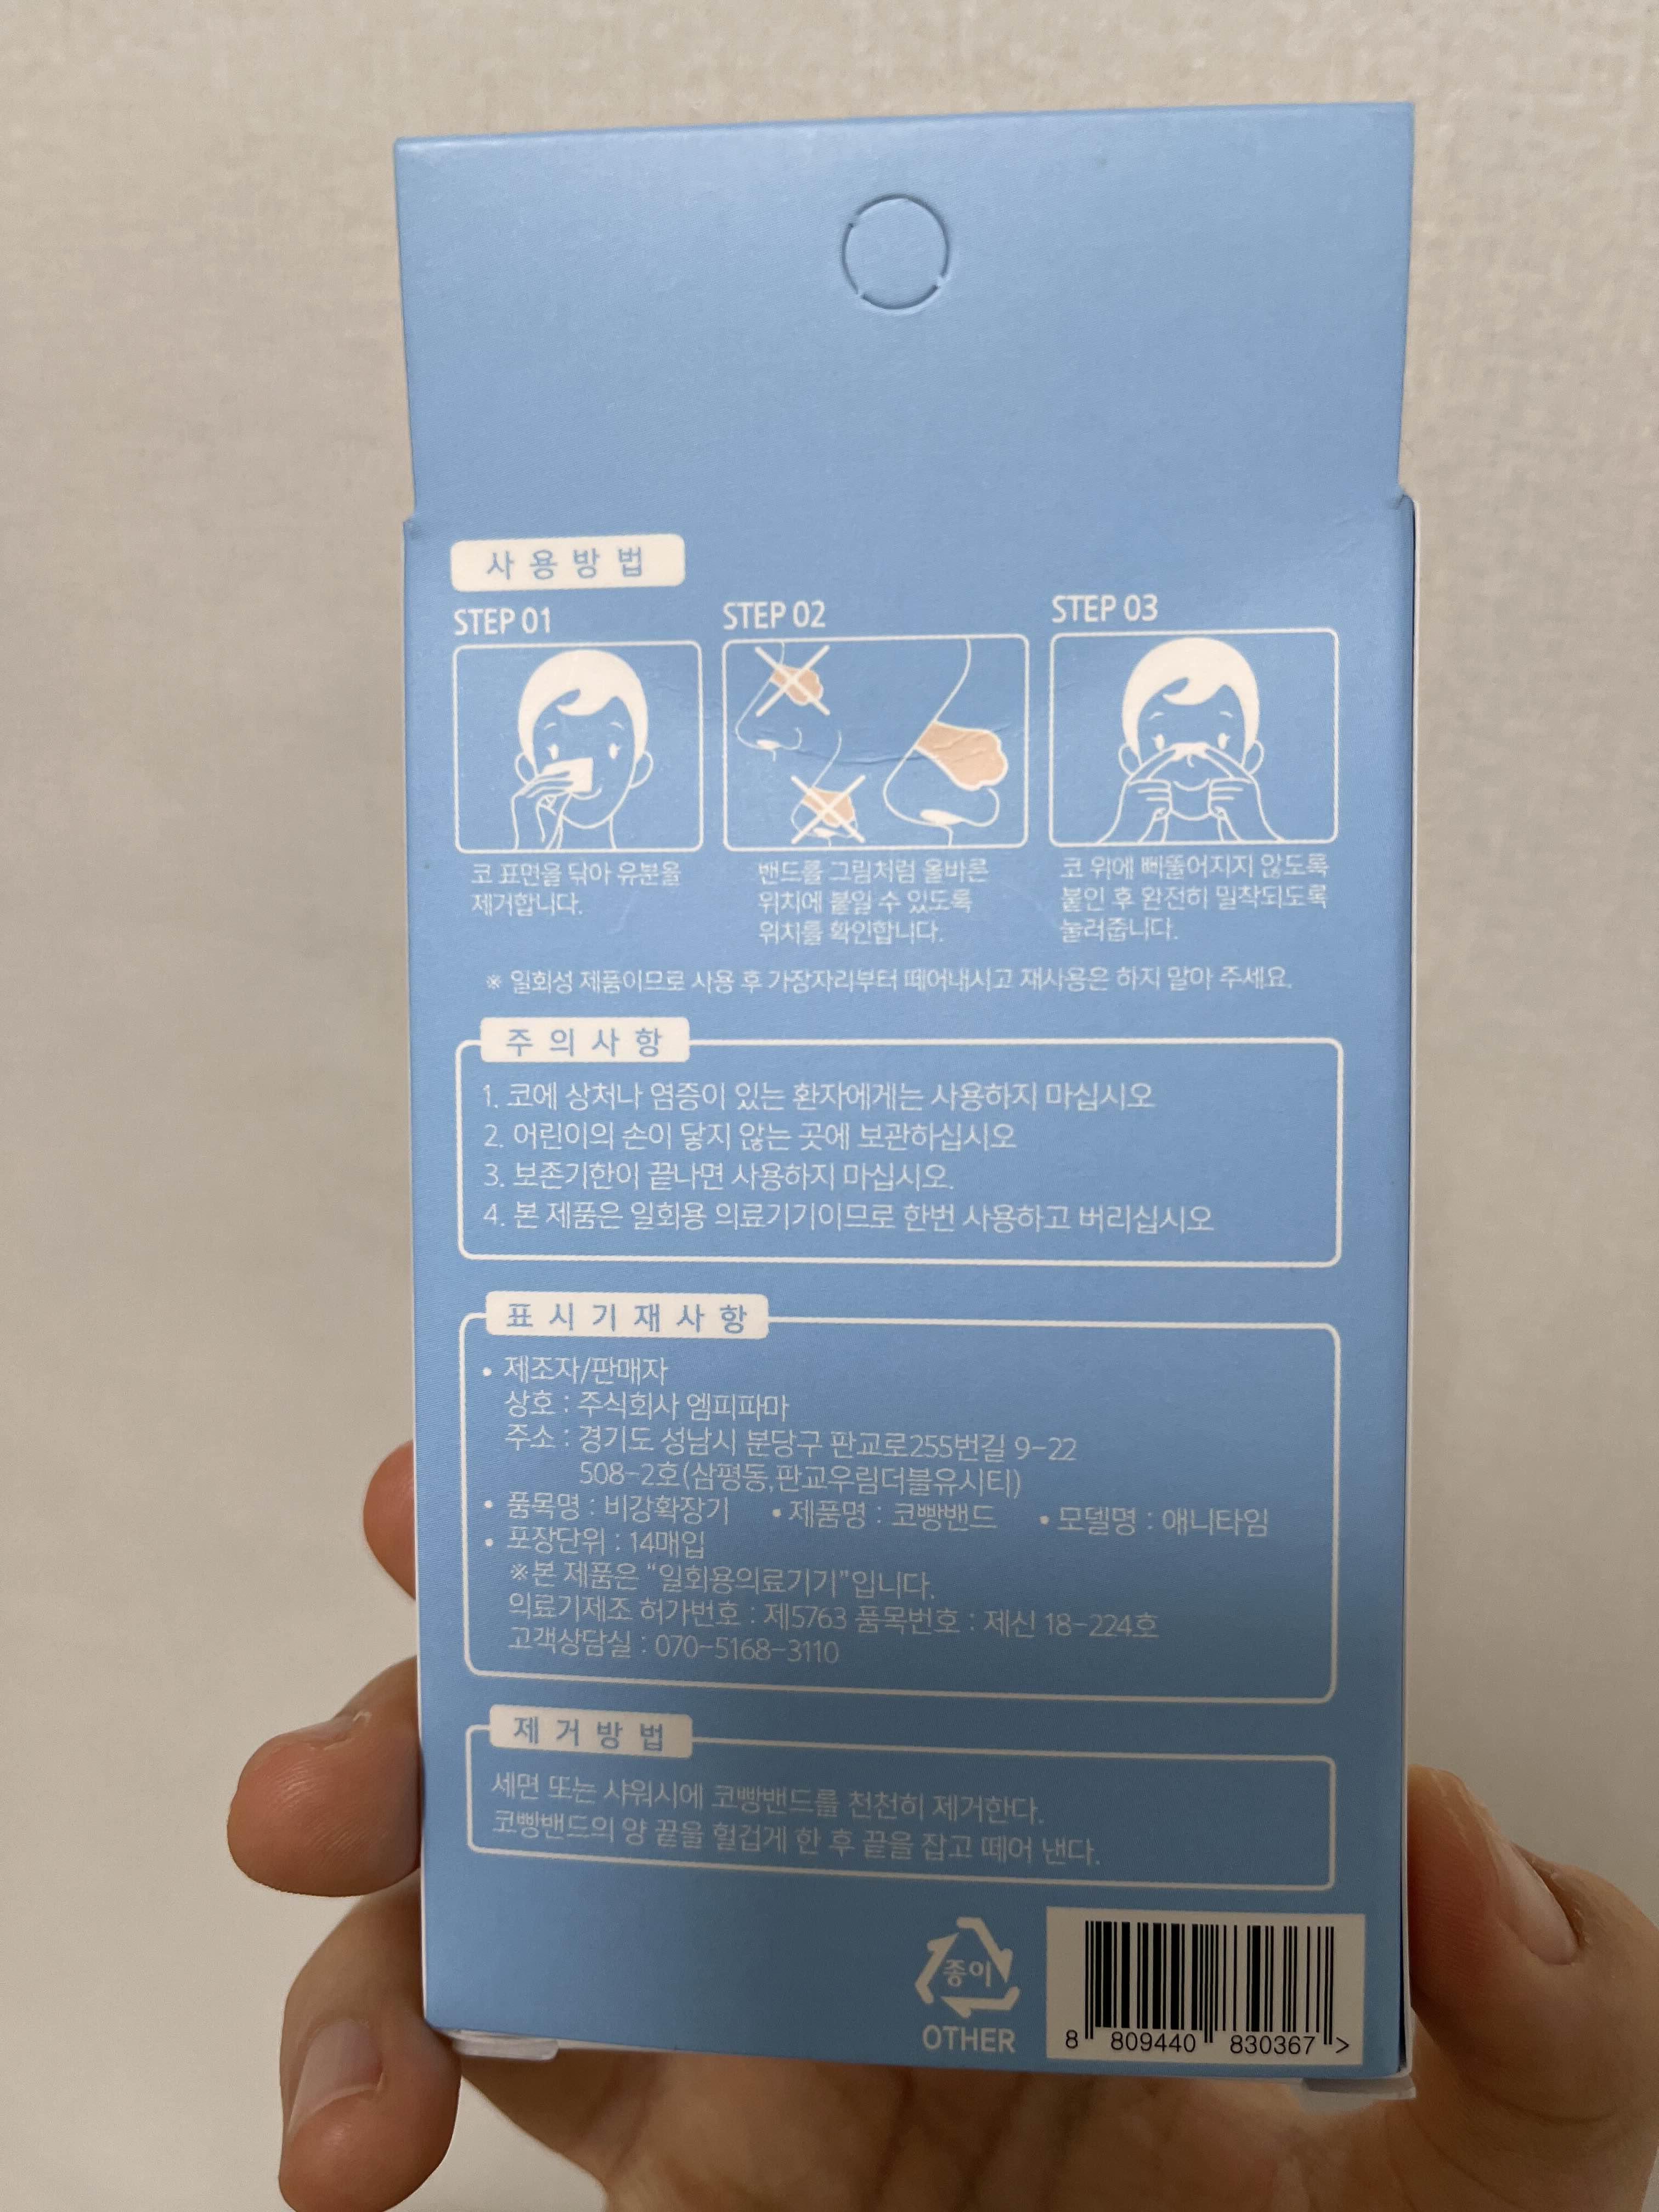 사용방법
STEP 01
코 표면을 닦아 유분을
제거합니다.
STEP 02
밴드를 그림처럼 올바른
위치에 붙일 수 있도록
위치를 확인합니다.
STEP 03
코 위에 삐뚤어지지 않도록
붙인 후 완전히 밀착되도록
눌러줍니다.
※ 일회성 제품이므로 사용 후 가장자리부터 떼어내시고 재사용은 하지 말아 주세요.
주의사항
1. 코에 상처나 염증이 있는 환자에게는 사용하지 마십시오
2. 어린이의 손이 닿지 않는 곳에 보관하십시오
3. 보존기한이 끝나면 사용하지 마십시오.
4. 본 제품은 일회용 의료기기이므로 한번 사용하고 버리십시오
표시기재사항
• 제조자/판매자
상호 : 주식회사 엠피파마
주소 : 경기도 성남시 분당구 판교로255번길 9-22
508-2호(삼평동,판교우림더블유시티)
• 품목명 : 비강확장기 • 제품명 : 코빵밴드 • 모델명 : 애니타임
• 포장단위 : 14매입
※본 제품은 “일회용의료기기”입니다.
의료기제조 허가번호 : 제5763 품목번호 : 제신 18-224호
고객상담실 : 070-5168-3110
제거방법
세면 또는 샤워시에 코빵밴드를 천천히 제거한다.
코빵밴드의 양 끝을 헐겁게 한 후 끝을 잡고 떼어 낸다.
종이
OTHER
8 809440 830367 >